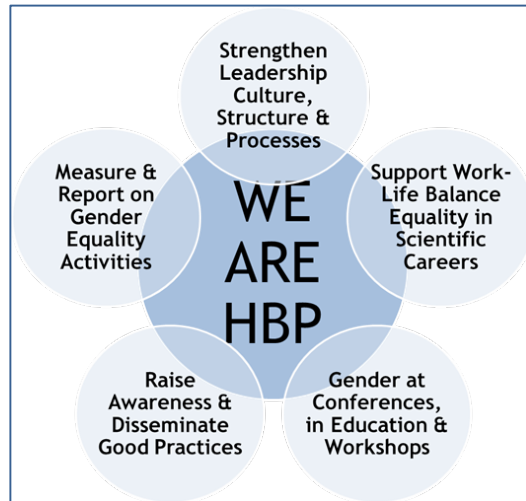 Strengthen
Leadership
Culture,
Structure &
Processes
Measure &
Report on
Gender
Equality
Activities
WE
ARE
HBP
Support Work-
Life Balance
Equality in
Scientific
Careers
Raise
Awareness &
Disseminate
Good Practices
Gender at
Conferences,
in Education &
Workshops